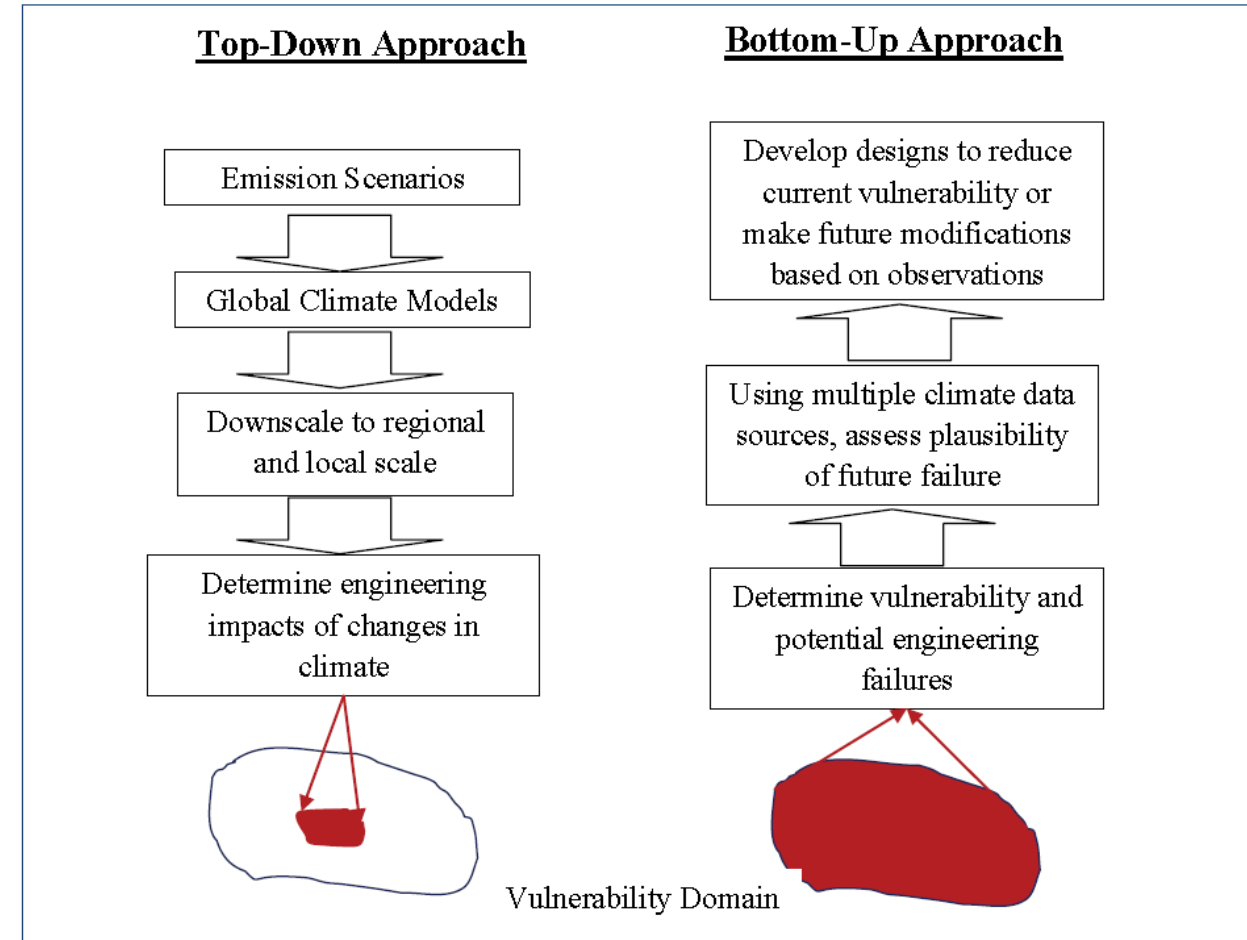 Top-Down Approach
Emission Scenarios
Global Climate Models
Downscale to regional
and local scale
Determine engineering
impacts of changes in
climate
Bottom-Up Approach
Develop designs to reduce
current vulnerability or
make future modifications
based on observations
Using multiple climate data
sources, assess plausibility
of future failure
Determine vulnerability and
potential engineering
failures
Vulnerability Domain